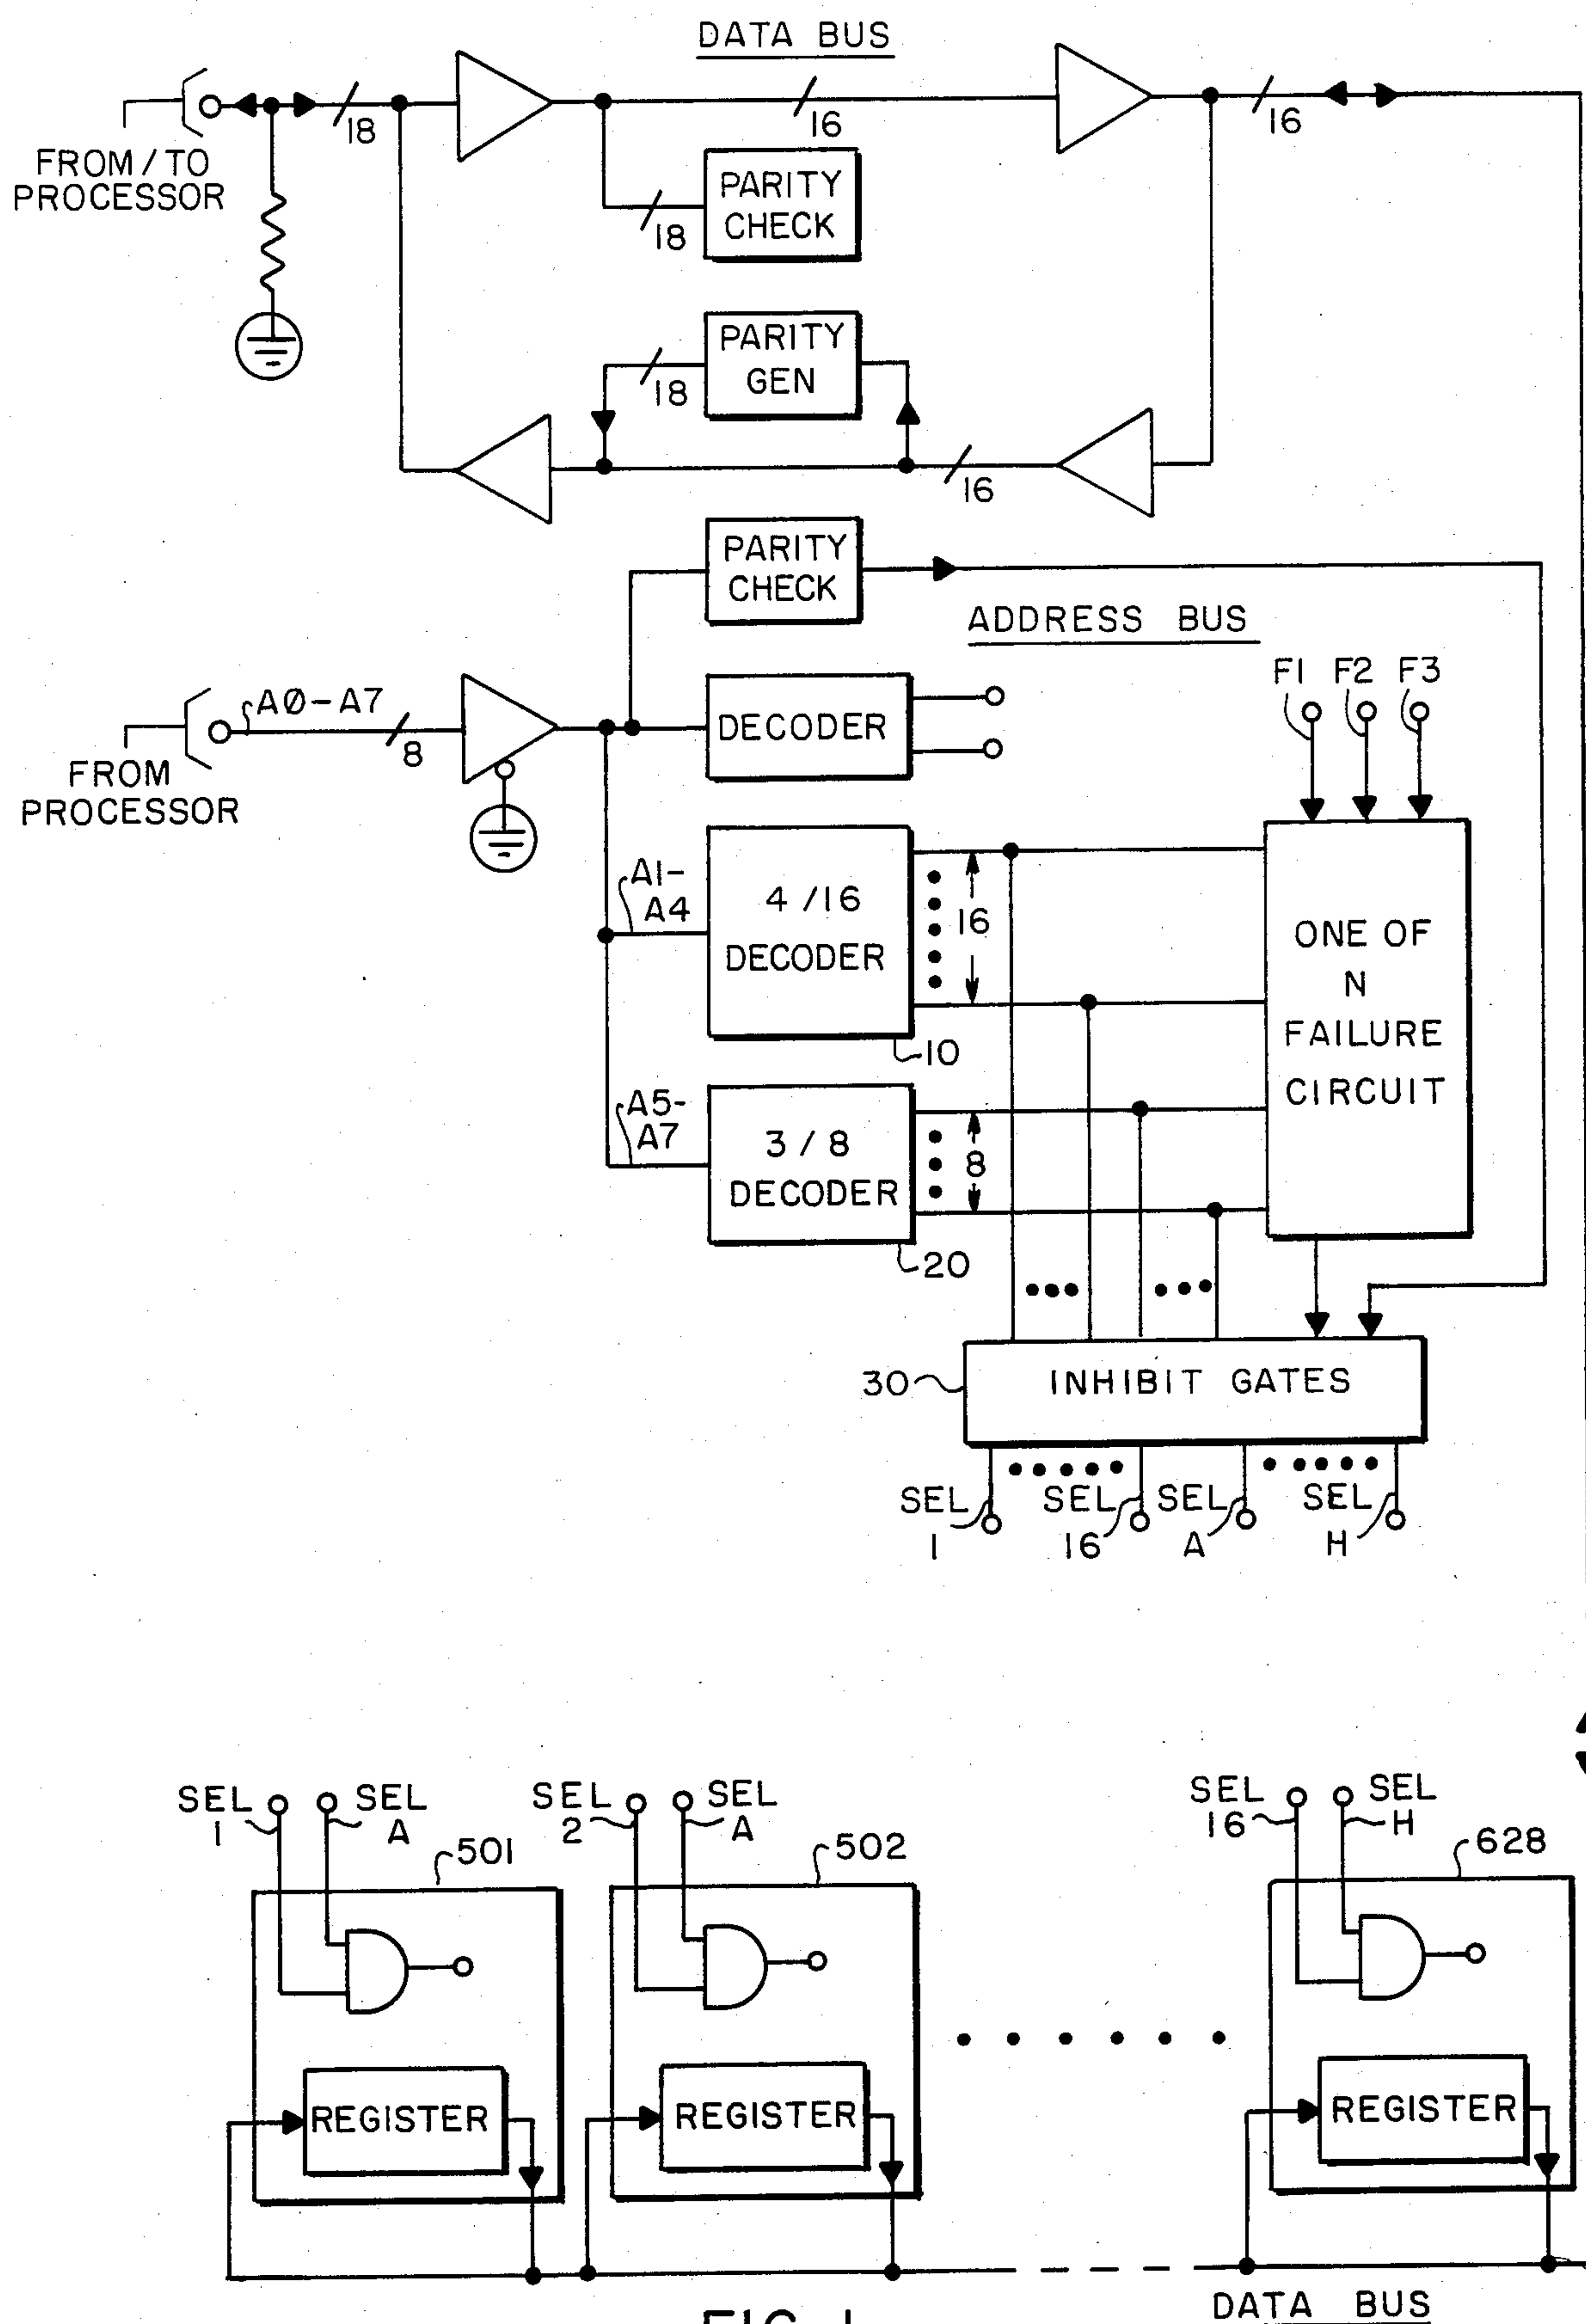 DATA BUS
FROM/TO
PROCESSOR
18
16
16
PARITY
CHECK
18
PARITY
GEN
18
16
PARITY
CHECK
ADDRESS BUS
F1 F2 F3
A0-A7
8
FROM
PROCESSOR
DECODER
A1-
A4
4/16
DECODER
16
10
ONE OF
N
FAILURE
CIRCUIT
A5-
A7
3/8
DECODER
8
20
30
INHIBIT GATES
SEL
1
SEL
16
SEL
A
SEL
H
SEL
1
SEL
A
501
REGISTER
SEL
2
SEL
A
502
REGISTER
SEL
16
SEL
H
628
REGISTER
DATA BUS